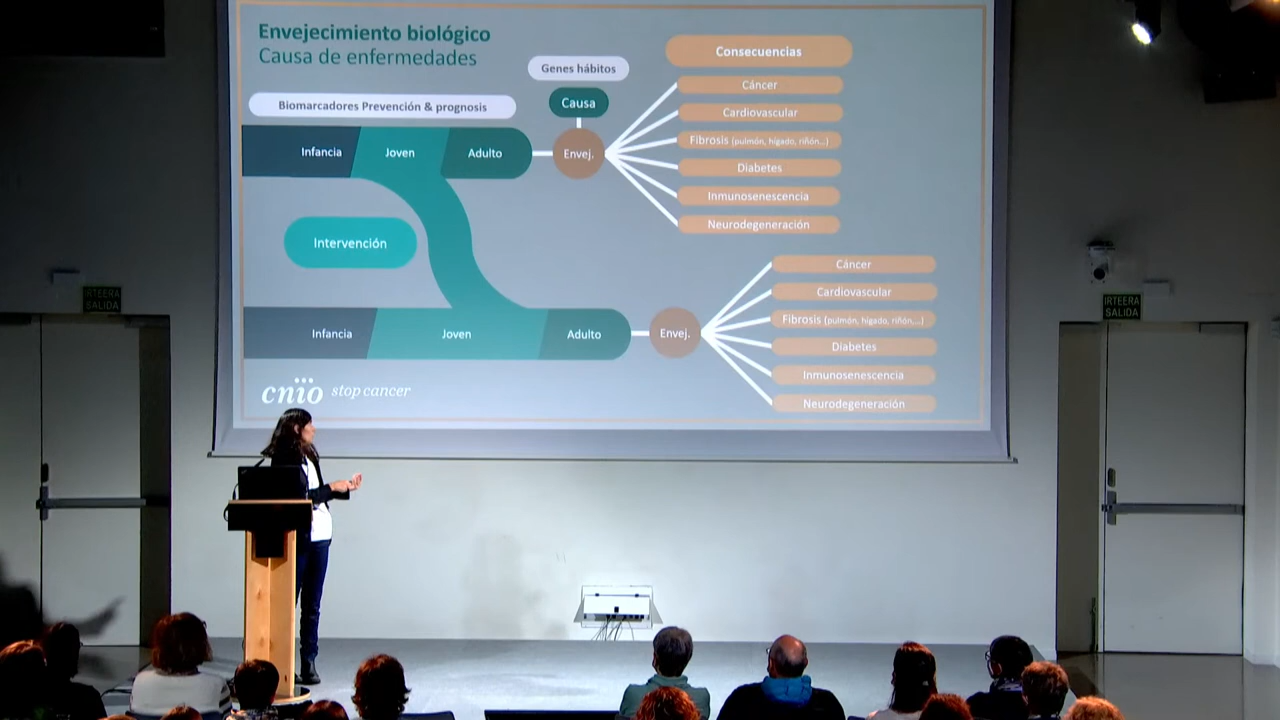 Envejecimiento biológico
Causa de enfermedades
Biomarcadores Prevención & prognosis
Genes hábitos
Causa
Infancia
Joven
Adulto
Envej.
Consecuencias
Cáncer
Cardiovascular
Fibrosis (pulmón, hígado, riñón...)
Diabetes
Inmunosenescencia
Neurodegeneración
Intervención
Infancia
Joven
Adulto
Envej.
Cáncer
Cardiovascular
Fibrosis (pulmón, hígado, riñón,...)
Diabetes
Inmunosenescencia
Neurodegeneración
cnio stop cancer
IRTEERA
SALIDA
IRTEERA
SALIDA